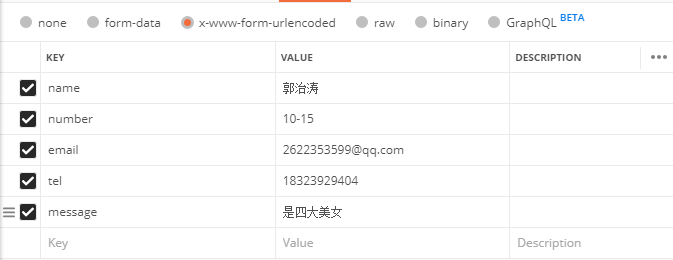 none form-data x-www-form-urlencoded raw binary GraphQL BETA
KEY VALUE DESCRIPTION
name 郭治涛
number 10-15
email 2622353599@qq.com
tel 18323929404
message 是四大美女
Key Value Description